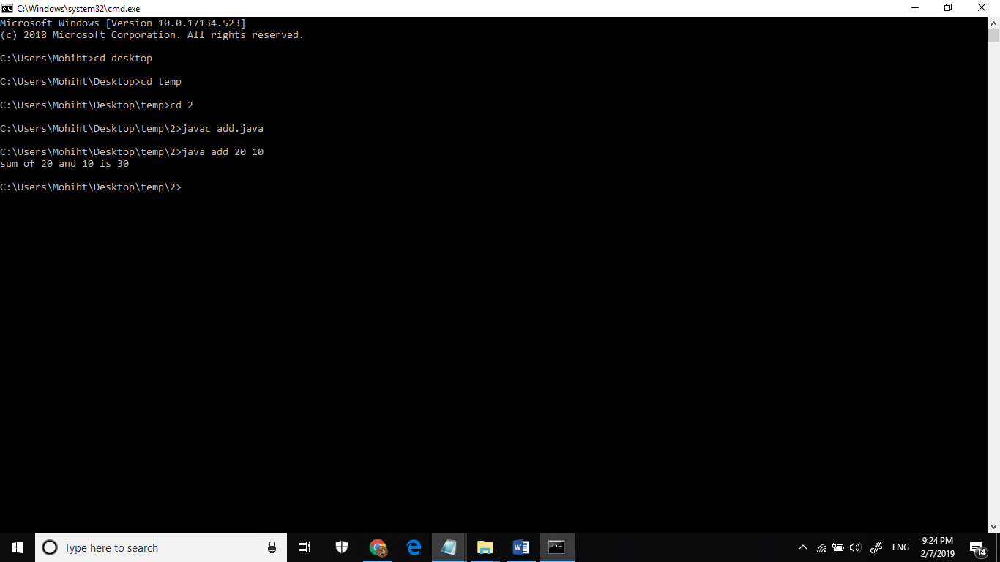 C:\Windows\system32\cmd.exe
Microsoft Windows [Version 10.0.17134.523]
(c) 2018 Microsoft Corporation. All rights reserved.
C:\Users\Mohiht>cd desktop
C:\Users\Mohiht\Desktop>cd temp
C:\Users\Mohiht\Desktop\temp>cd 2
C:\Users\Mohiht\Desktop\temp\2>javac add.java
C:\Users\Mohiht\Desktop\temp\2>java add 20 10
sum of 20 and 10 is 30
C:\Users\Mohiht\Desktop\temp\2>
Type here to search
ENG
9:24 PM
2/7/2019
14